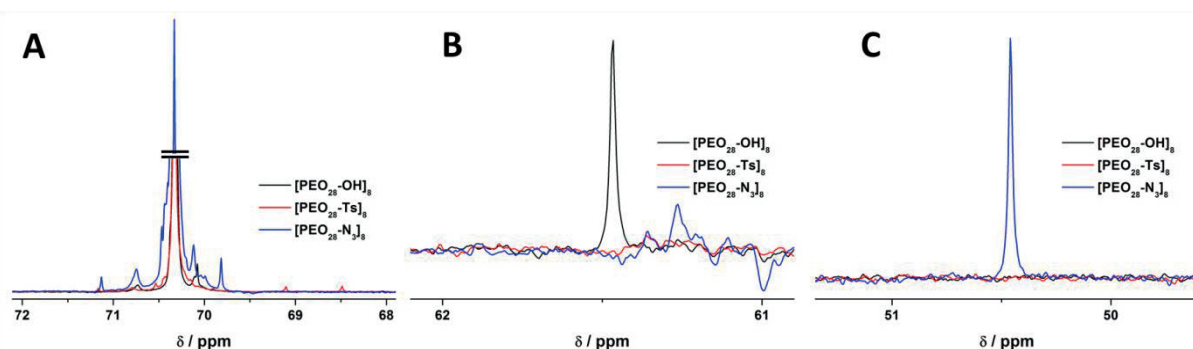 A
[PEO₂₈-OH]₈
[PEO₂₈-Ts]₈
[PEO₂₈-N₃]₈
72 71 70 69 68
δ / ppm
B
[PEO₂₈-OH]₈
[PEO₂₈-Ts]₈
[PEO₂₈-N₃]₈
62 61
δ / ppm
C
[PEO₂₈-OH]₈
[PEO₂₈-Ts]₈
[PEO₂₈-N₃]₈
51 50
δ / ppm